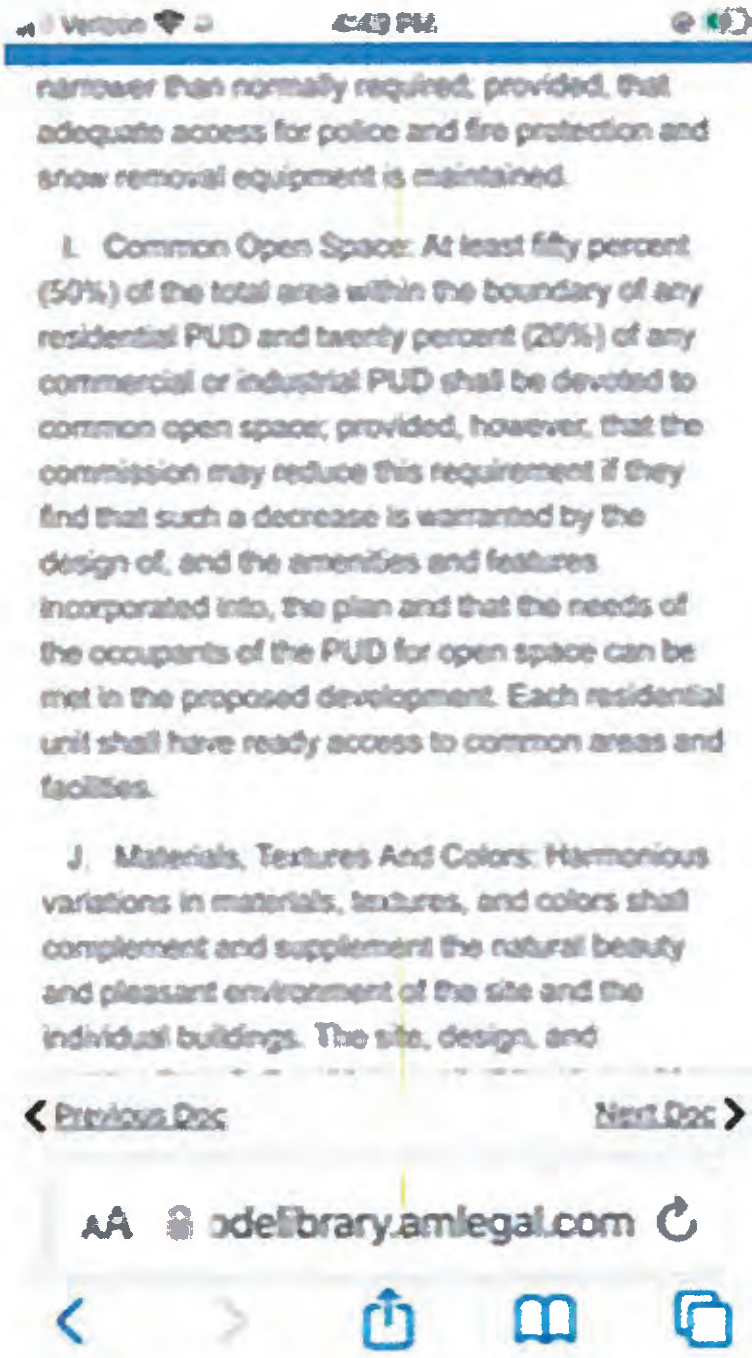 Verizon 4:49 PM
narrower than normally required, provided, that
adequate access for police and fire protection and
snow removal equipment is maintained.
I. Common Open Space: At least fifty percent
(50%) of the total area within the boundary of any
residential PUD and twenty percent (20%) of any
commercial or industrial PUD shall be devoted to
common open space; provided, however, that the
commission may reduce this requirement if they
find that such a decrease is warranted by the
design of, and the amenities and features
incorporated into, the plan and that the needs of
the occupants of the PUD for open space can be
met in the proposed development. Each residential
unit shall have ready access to common areas and
facilities.
J. Materials, Textures And Colors: Harmonious
variations in materials, textures, and colors shall
complement and supplement the natural beauty
and pleasant environment of the site and the
individual buildings. The site, design, and
Previous Doc Next Doc
AA odelibrary.amlegal.com